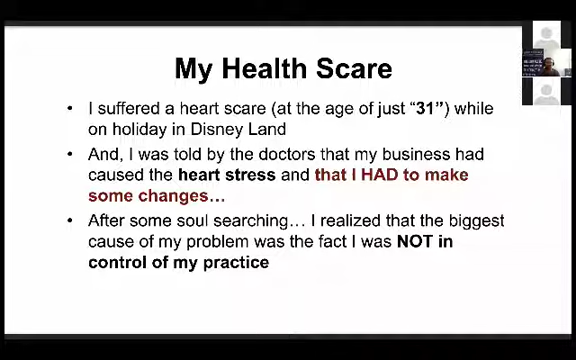 My Health Scare
• I suffered a heart scare (at the age of just “31”) while
on holiday in Disney Land
• And, I was told by the doctors that my business had
caused the heart stress and that I HAD to make
some changes…
• After some soul searching… I realized that the biggest
cause of my problem was the fact I was NOT in
control of my practice